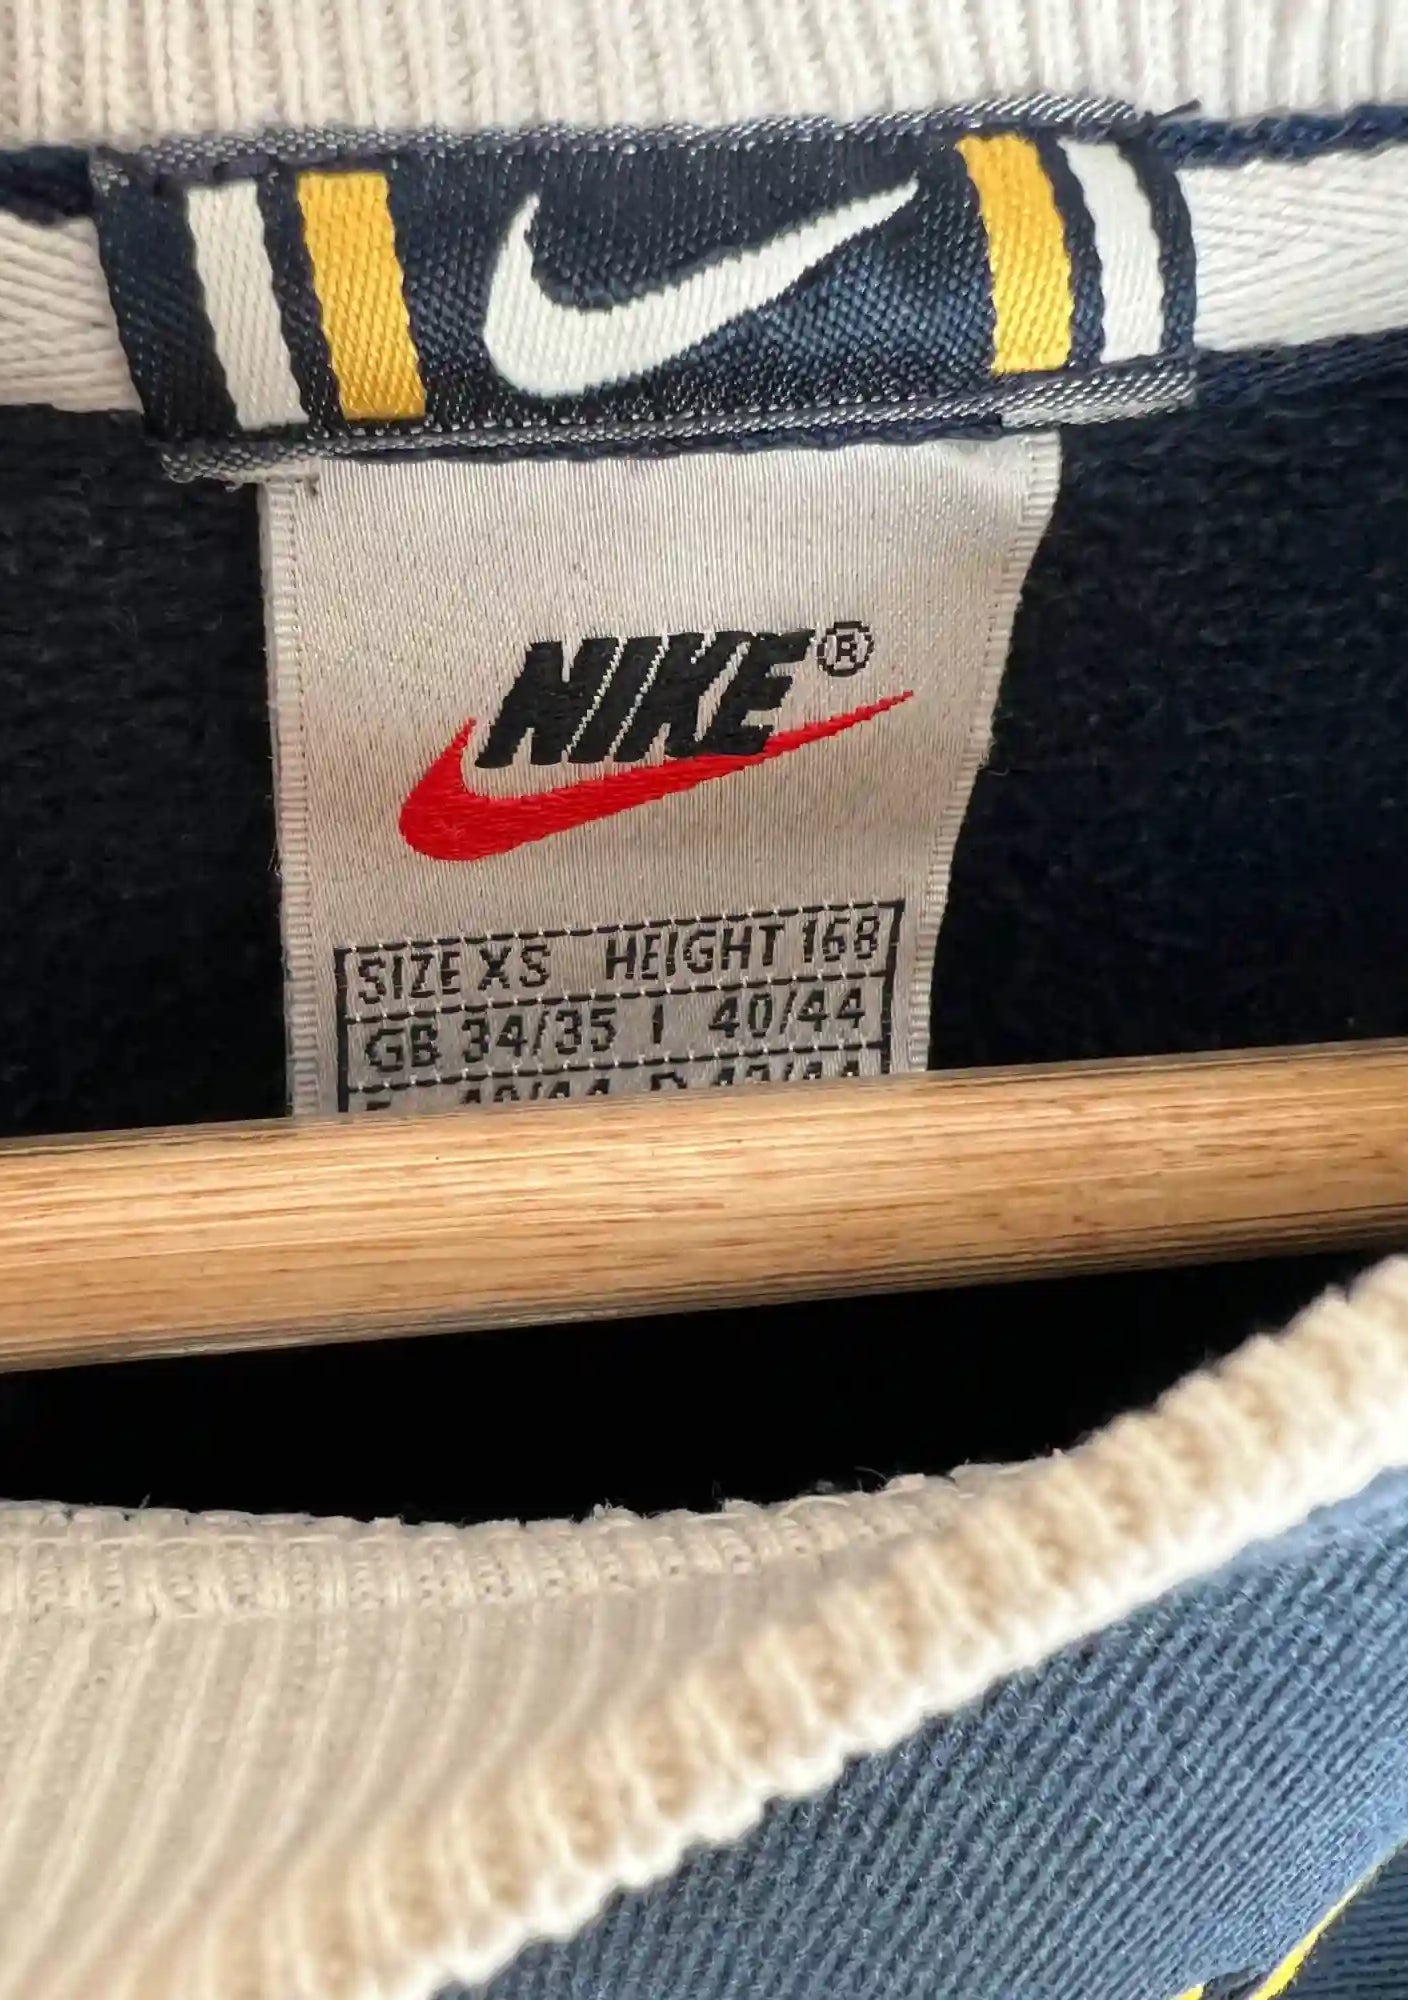 NIKE®
SIZE XS HEIGHT 168
GB 34/35 I 40/44